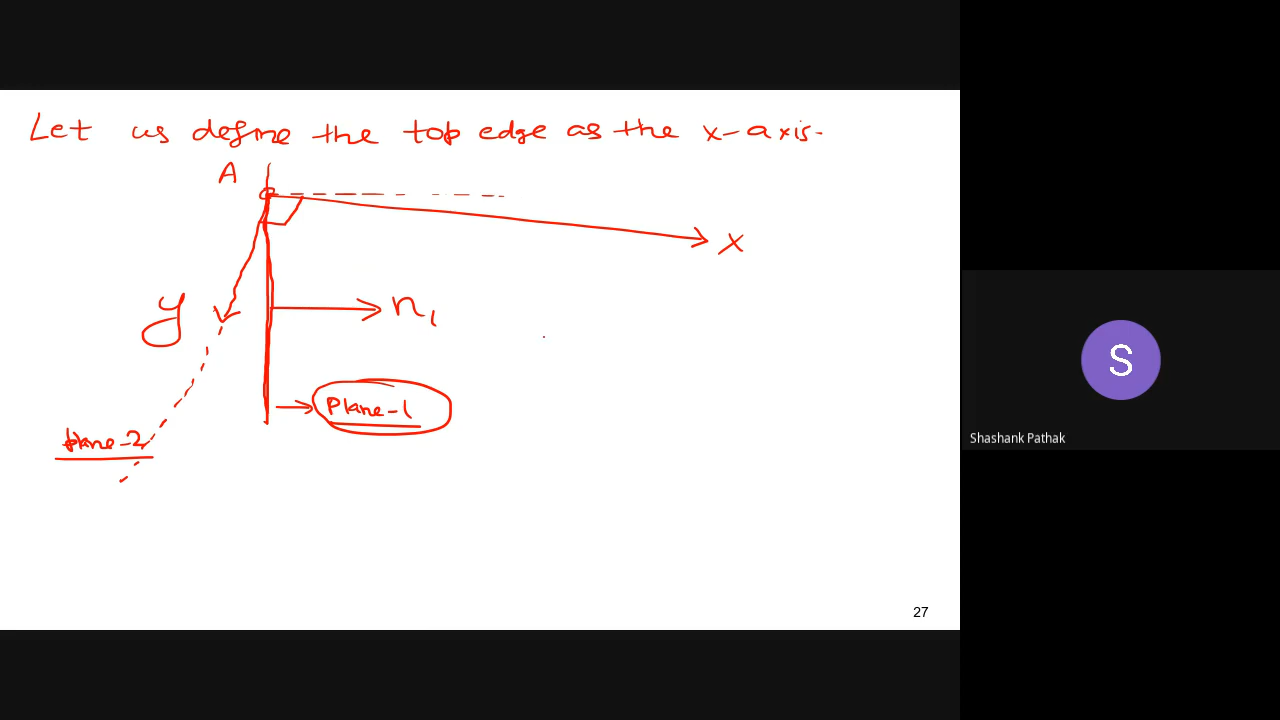 Let us define the top edge as the x-axis.
A
x
y
n1
Plane-1
plane-2
27
S
Shashank Pathak